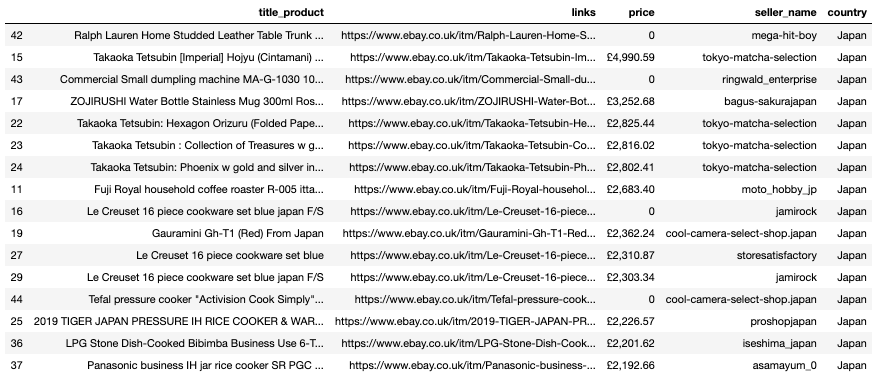 title_product links price seller_name country
42 Ralph Lauren Home Studded Leather Table Trunk ... https://www.ebay.co.uk/itm/Ralph-Lauren-Home-S... 0 mega-hit-boy Japan
15 Takaoka Tetsubin [Imperial] Hojyu (Cintamani) ... https://www.ebay.co.uk/itm/Takaoka-Tetsubin-Im... £4,990.59 tokyo-matcha-selection Japan
43 Commercial Small dumpling machine MA-G-1030 10... https://www.ebay.co.uk/itm/Commercial-Small-du... 0 ringwald_enterprise Japan
17 ZOJIRUSHI Water Bottle Stainless Mug 300ml Ros... https://www.ebay.co.uk/itm/ZOJIRUSHI-Water-Bot... £3,252.68 bagus-sakurajapan Japan
22 Takaoka Tetsubin: Hexagon Orizuru (Folded Pape... https://www.ebay.co.uk/itm/Takaoka-Tetsubin-He... £2,825.44 tokyo-matcha-selection Japan
23 Takaoka Tetsubin : Collection of Treasures w g... https://www.ebay.co.uk/itm/Takaoka-Tetsubin-Co... £2,816.02 tokyo-matcha-selection Japan
24 Takaoka Tetsubin: Phoenix w gold and silver in... https://www.ebay.co.uk/itm/Takaoka-Tetsubin-Ph... £2,802.41 tokyo-matcha-selection Japan
11 Fuji Royal household coffee roaster R-005 itta... https://www.ebay.co.uk/itm/Fuji-Royal-househol... £2,683.40 moto_hobby_jp Japan
16 Le Creuset 16 piece cookware set blue japan F/S https://www.ebay.co.uk/itm/Le-Creuset-16-piece... 0 jamirock Japan
19 Gauramini Gh-T1 (Red) From Japan https://www.ebay.co.uk/itm/Gauramini-Gh-T1-Red... £2,362.24 cool-camera-select-shop.japan Japan
27 Le Creuset 16 piece cookware set blue https://www.ebay.co.uk/itm/Le-Creuset-16-piece... £2,310.87 storesatisfactory Japan
29 Le Creuset 16 piece cookware set blue japan F/S https://www.ebay.co.uk/itm/Le-Creuset-16-piece... £2,303.34 jamirock Japan
44 Tefal pressure cooker "Activision Cook Simply"... https://www.ebay.co.uk/itm/Tefal-pressure-cook... 0 cool-camera-select-shop.japan Japan
25 2019 TIGER JAPAN PRESSURE IH RICE COOKER & WAR... https://www.ebay.co.uk/itm/2019-TIGER-JAPAN-PR... £2,226.57 proshopjapan Japan
36 LPG Stone Dish-Cooked Bibimba Business Use 6-T... https://www.ebay.co.uk/itm/LPG-Stone-Dish-Cook... £2,201.62 iseshima_japan Japan
37 Panasonic business IH jar rice cooker SR PGC ... https://www.ebay.co.uk/itm/Panasonic-business-... £2,192.66 asamayum_0 Japan